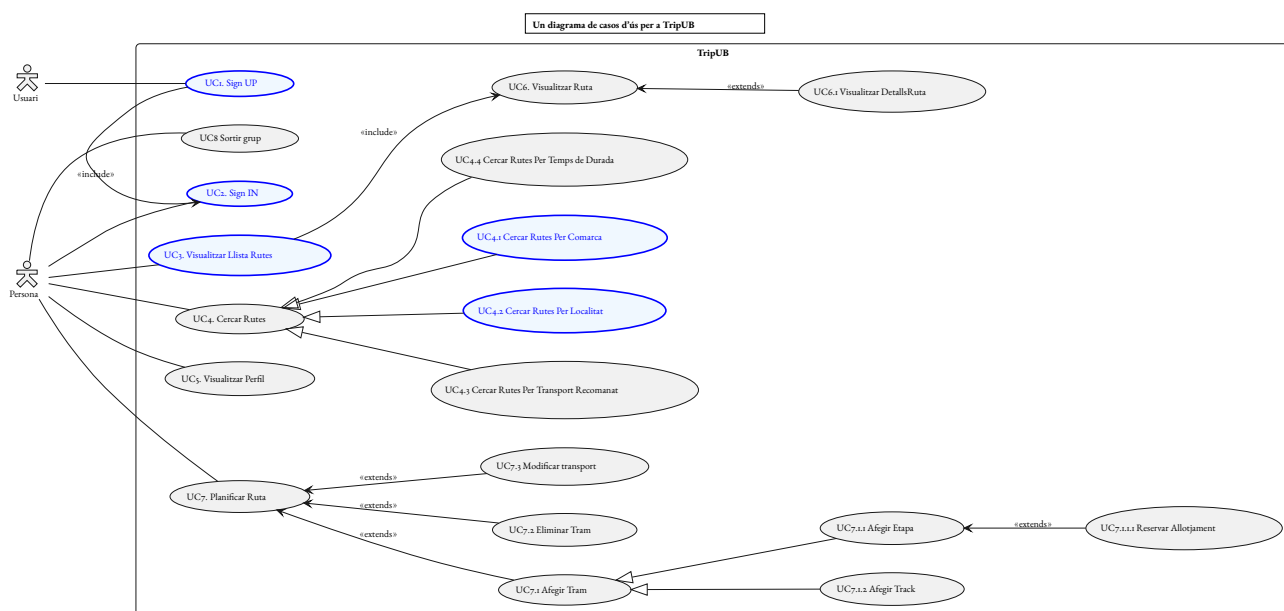 Un diagrama de casos d'ús per a TripUB
TripUB
Usuari
UC1. Sign UP
UC6. Visualitzar Ruta
«extends»
UC6.1 Visualitzar DetallsRuta
«include»
UC8 Sortir grup
UC4.4 Cercar Rutes Per Temps de Durada
«include»
UC2. Sign IN
UC4.1 Cercar Rutes Per Comarca
UC3. Visualitzar Llista Rutes
Persona
UC4. Cercar Rutes
UC4.2 Cercar Rutes Per Localitat
UC5. Visualitzar Perfil
UC4.3 Cercar Rutes Per Transport Recomanat
UC7.3 Modificar transport
«extends»
UC7. Planificar Ruta
«extends»
UC7.2 Eliminar Tram
«extends»
UC7.1.1 Afegir Etapa
«extends»
UC7.1.1.1 Reservar Allotjament
UC7.1 Afegir Tram
UC7.1.2 Afegir Track